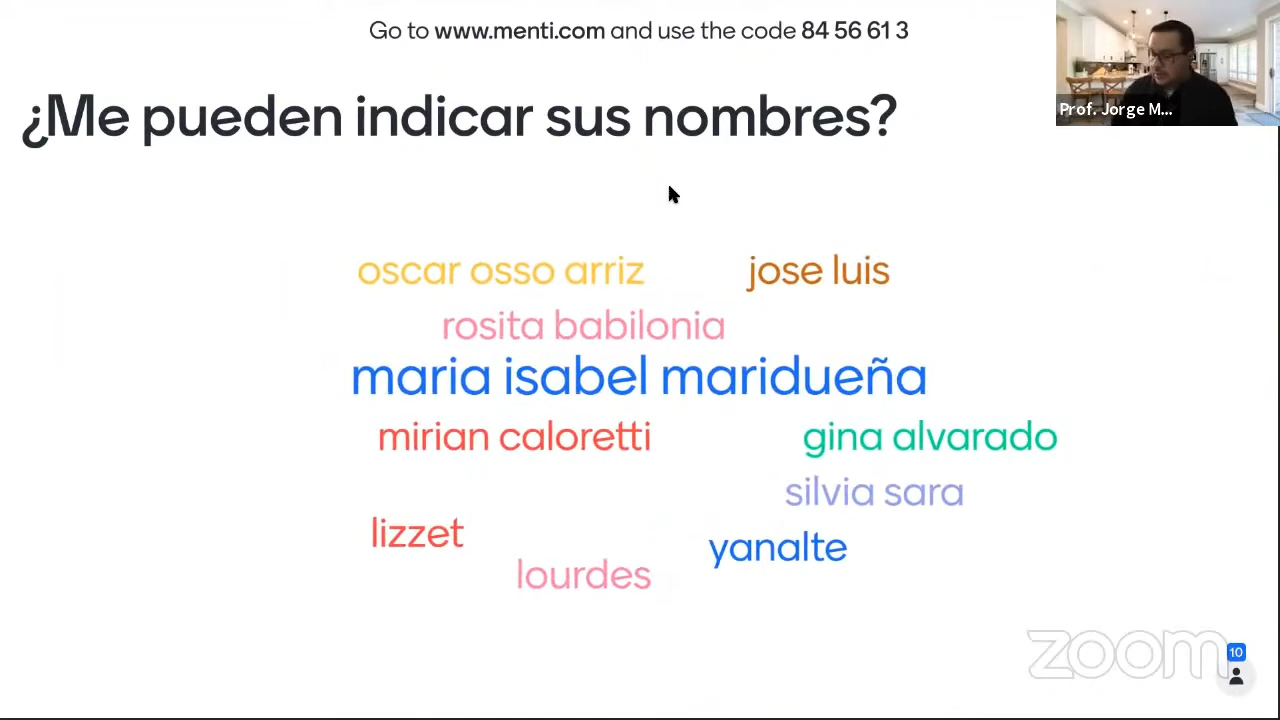 Go to www.menti.com and use the code 84 56 61 3
Prof. Jorge M...
¿Me pueden indicar sus nombres?
oscar osso arriz
jose luis
rosita babilonia
maria isabel maridueña
mirian caloretti
gina alvarado
silvia sara
lizzet
yanalte
lourdes
zoom
10